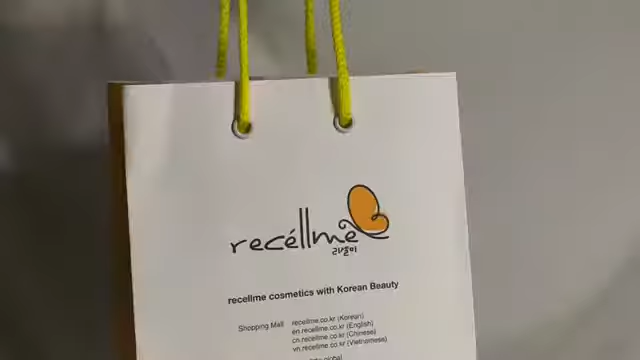 recéllme
리셀미
recellme cosmetics with Korean Beauty
Shopping Mall recellme.co.kr (Korean)
en.recellme.co.kr (English)
cn.recellme.co.kr (Chinese)
vn.recellme.co.kr (Vietnamese)